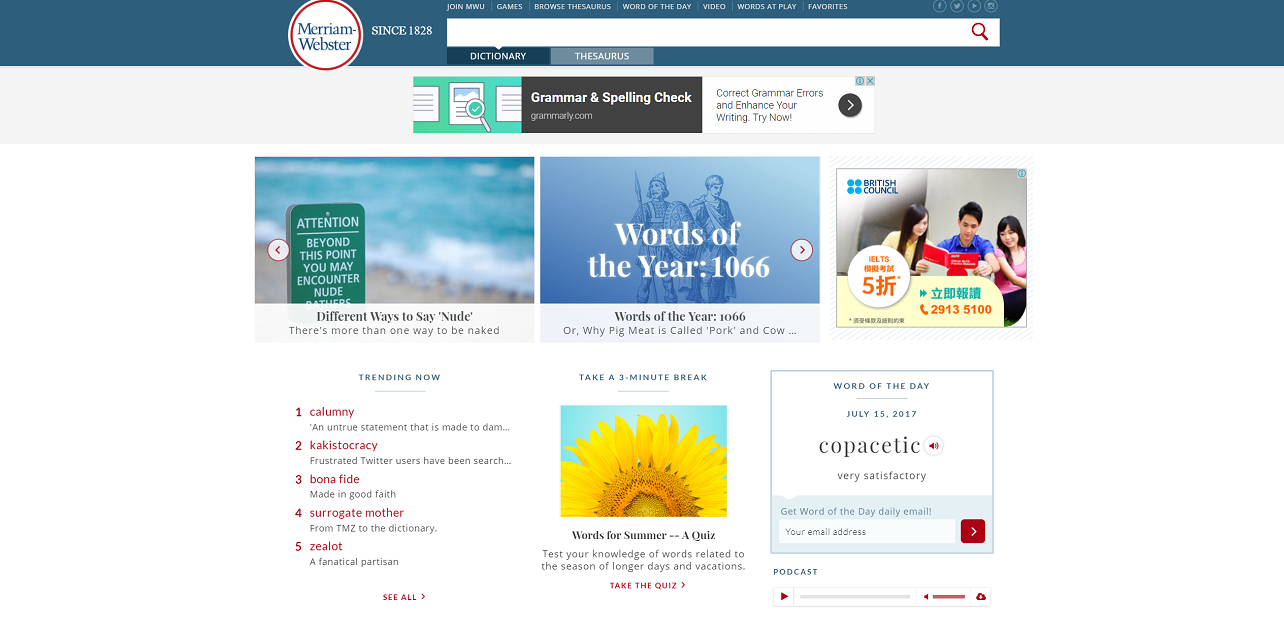 JOIN MWU
GAMES
BROWSE THESAURUS
WORD OF THE DAY
VIDEO
WORDS AT PLAY
FAVORITES
Merriam-
Webster
SINCE 1828
DICTIONARY
THESAURUS
Grammar & Spelling Check
grammarly.com
Correct Grammar Errors
and Enhance Your
Writing. Try Now!
ATTENTION
BEYOND
THIS POINT
YOU MAY
ENCOUNTER
NUDE
BATHERS
Different Ways to Say 'Nude'
There's more than one way to be naked
Words of
the Year: 1066
Words of the Year: 1066
Or, Why Pig Meat is Called 'Pork' and Cow ...
BRITISH
COUNCIL
IELTS
模擬考試
5折*
立即報讀
2913 5100
* 須受條款及細則約束
TRENDING NOW
1 calumny
'An untrue statement that is made to dam...
2 kakistocracy
Frustrated Twitter users have been search...
3 bona fide
Made in good faith
4 surrogate mother
From TMZ to the dictionary.
5 zealot
A fanatical partisan
SEE ALL
TAKE A 3-MINUTE BREAK
Words for Summer -- A Quiz
Test your knowledge of words related to
the season of longer days and vacations.
TAKE THE QUIZ
WORD OF THE DAY
JULY 15, 2017
copacetic
very satisfactory
Get Word of the Day daily email!
Your email address
PODCAST